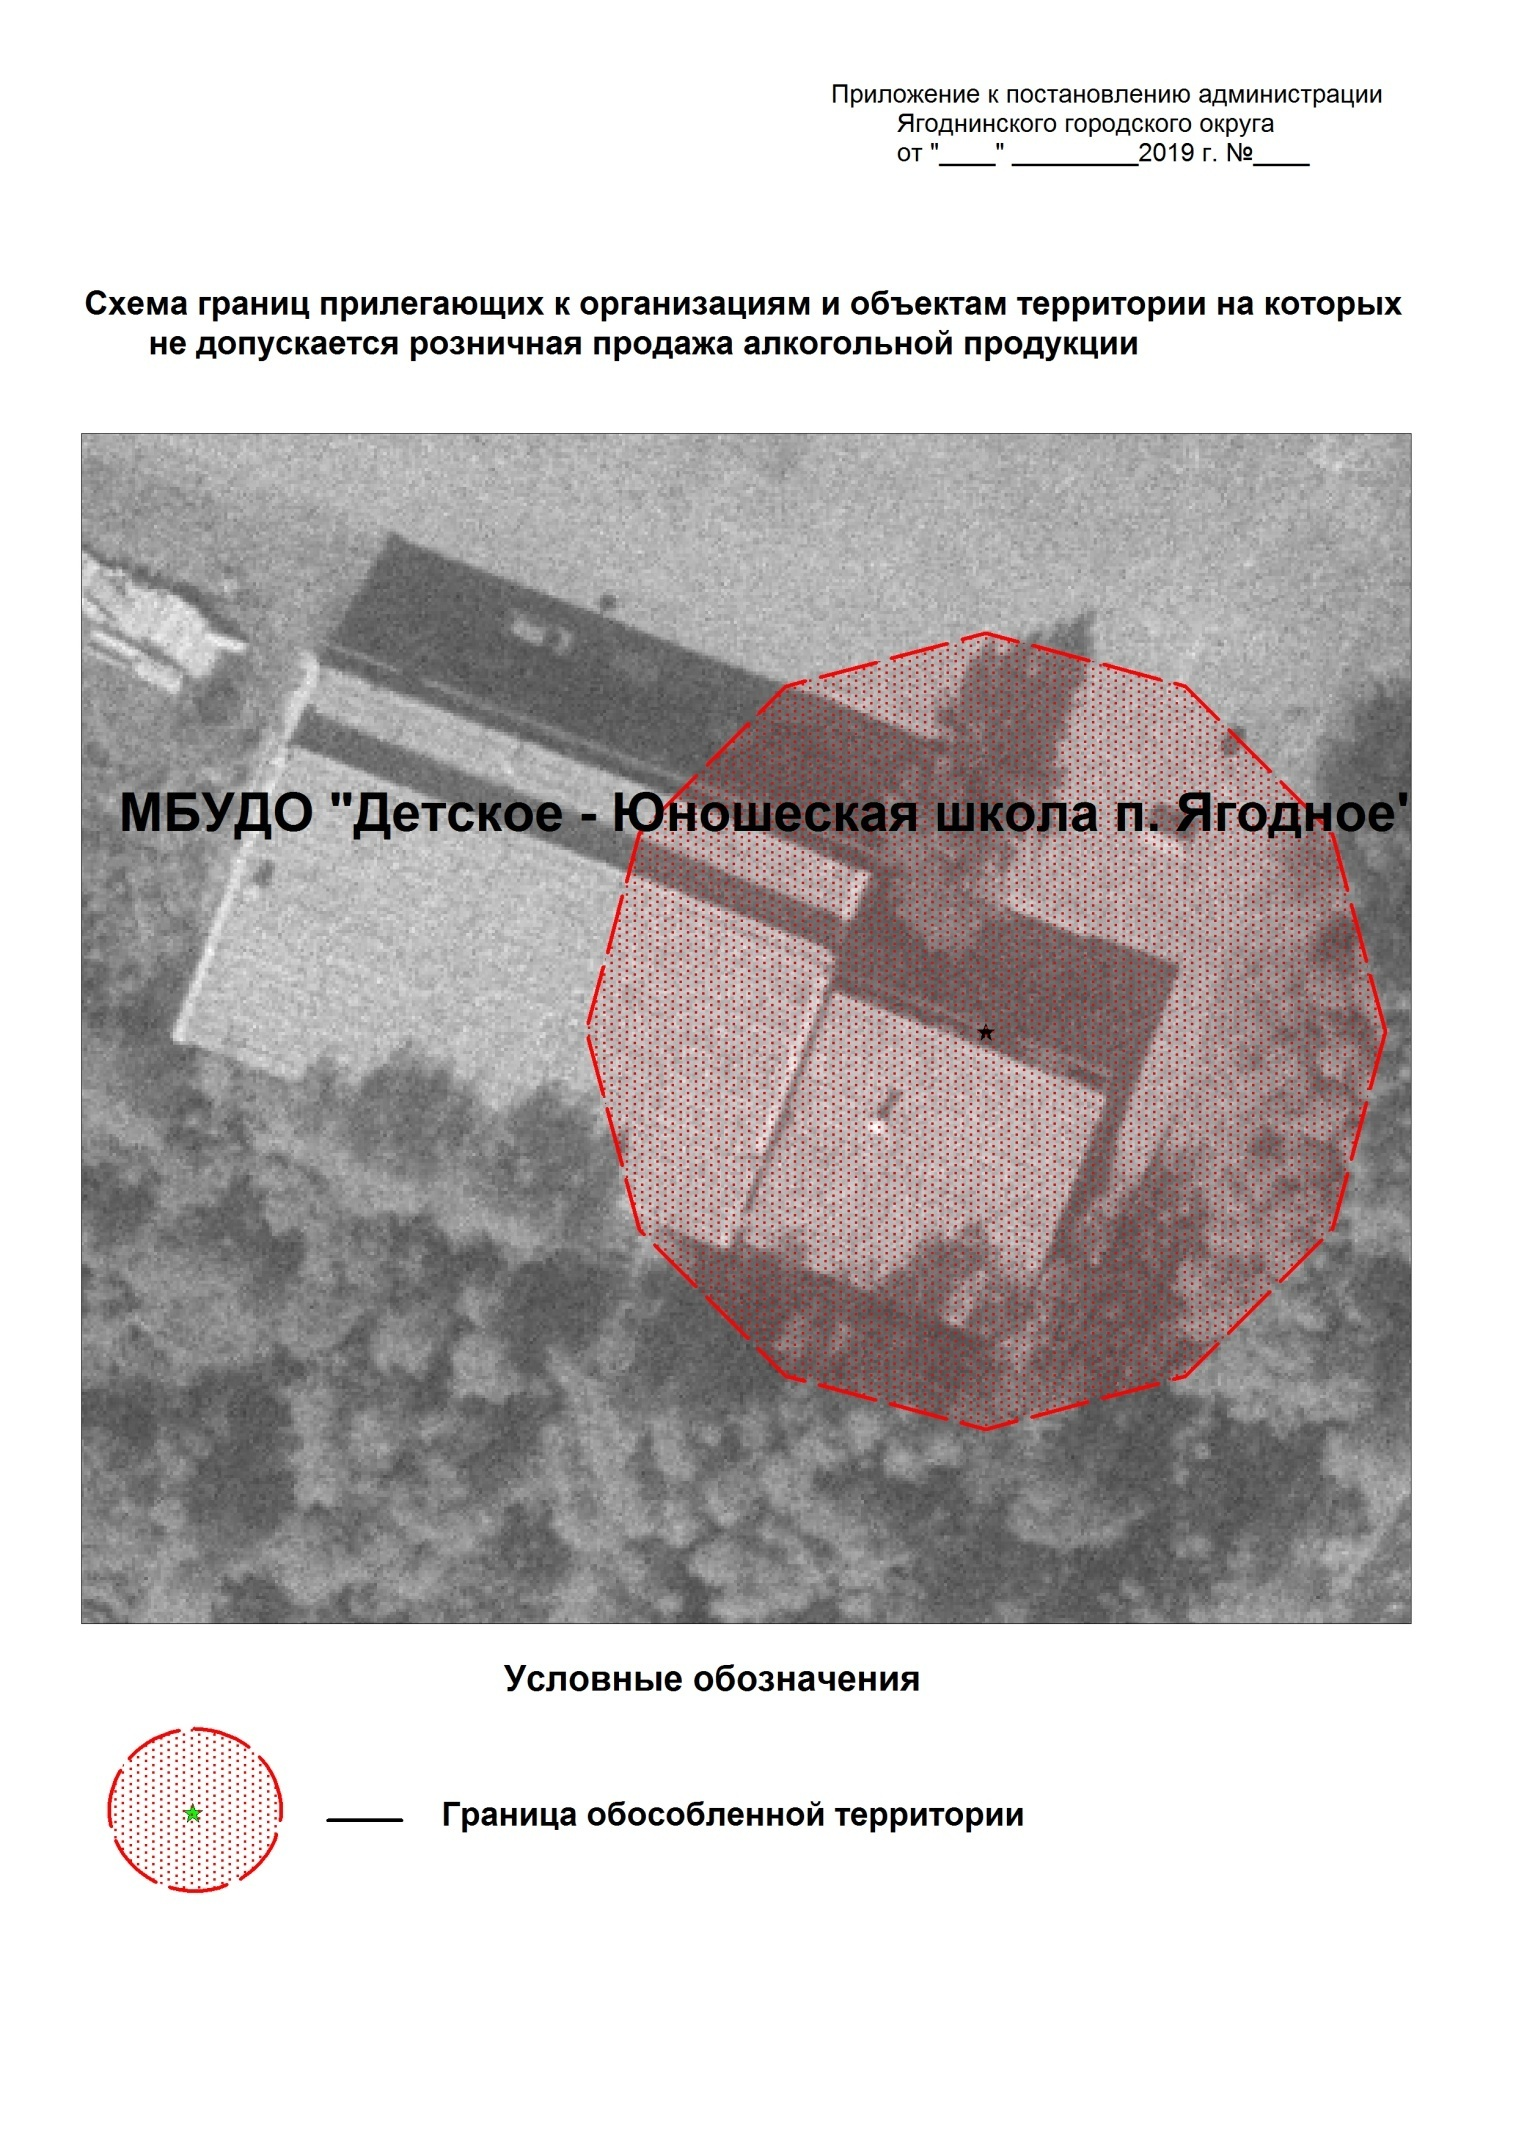 Приложение к постановлению администрации
Ягоднинского городского округа
от "____" _________2019 г. №____
Схема границ прилегающих к организациям и объектам территории на которых
не допускается розничная продажа алкогольной продукции
МБУДО "Детское - Юношеская школа п. Ягодное"
Условные обозначения
Граница обособленной территории